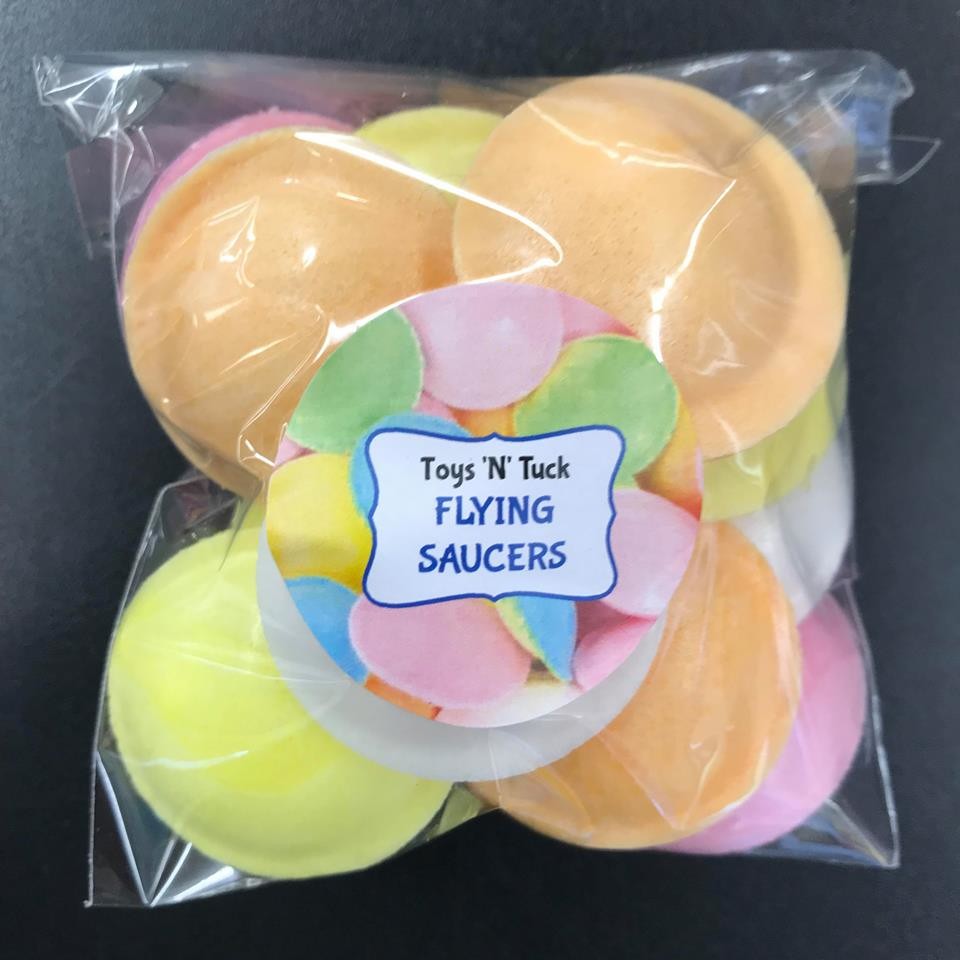 Toys 'N' Tuck
FLYING
SAUCERS